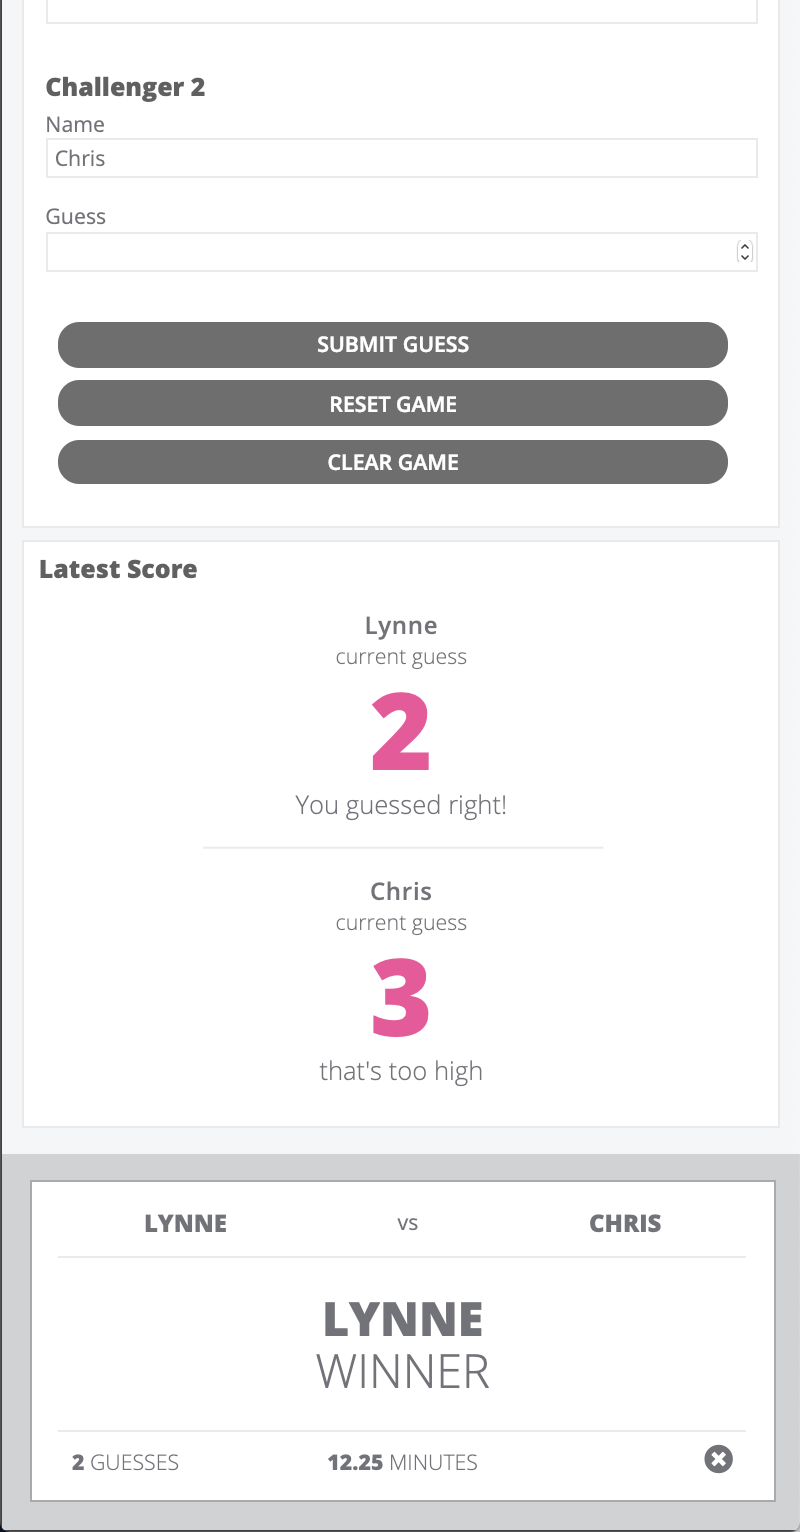 Challenger 2
Name
Chris
Guess
SUBMIT GUESS
RESET GAME
CLEAR GAME
Latest Score
Lynne
current guess
2
You guessed right!
Chris
current guess
3
that's too high
LYNNE vs CHRIS
LYNNE
WINNER
2 GUESSES 12.25 MINUTES